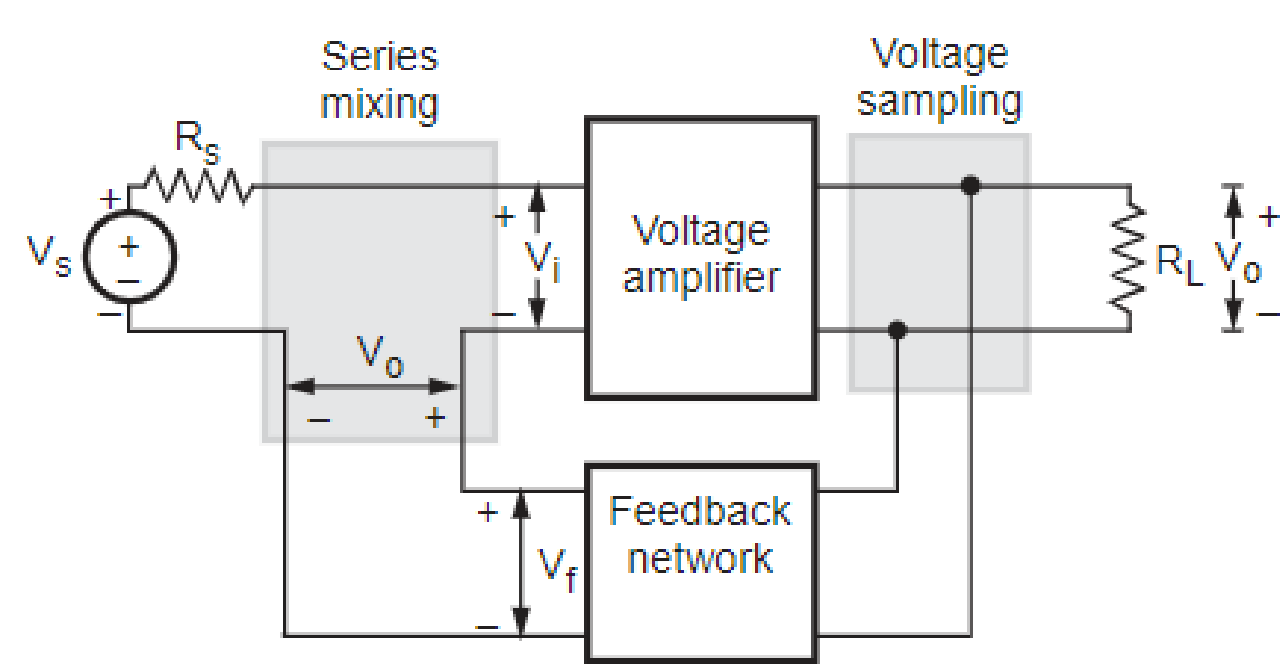 Series
mixing
Voltage
sampling
Rs
+
+
Vs
+
−
−
+
Vi
−
Voltage
amplifier
RL
+
Vo
−
Vo
−
+
+
Vf
−
Feedback
network